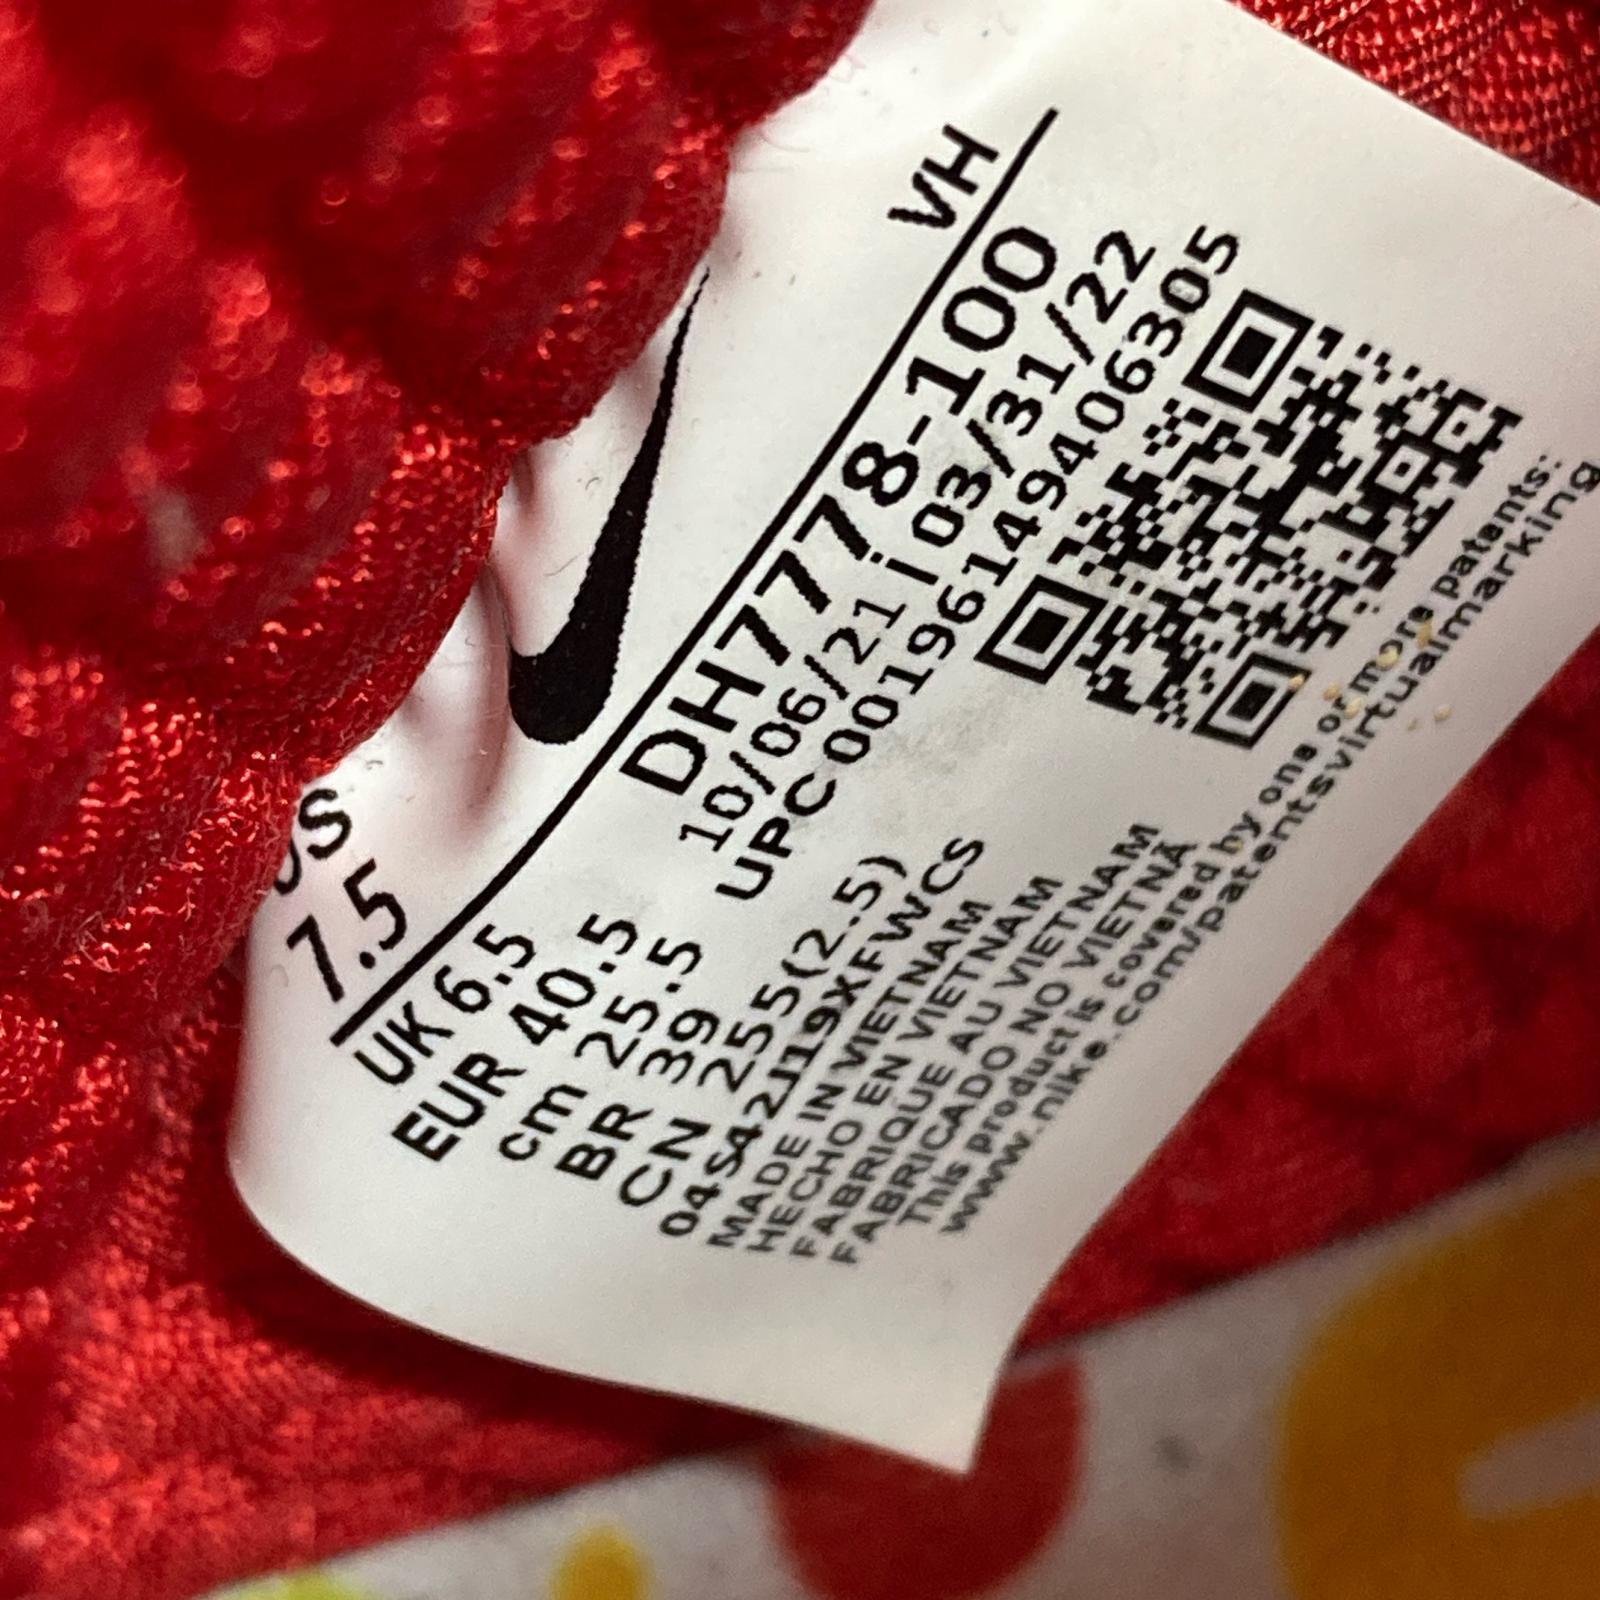 US
7.5
VH
UK 6.5
EUR 40.5
cm 25.5
BR 39
CN 255(2.5)
DH7778-100
10/06/21 | 03/31/22
UPC 00196149406305
04S42J19XFWCS
MADE IN VIETNAM
HECHO EN VIETNAM
FABRIQUE AU VIETNAM
FABRICADO NO VIETNÃ
This product is covered by one or more patents:
www.nike.com/patentsvirtualmarking